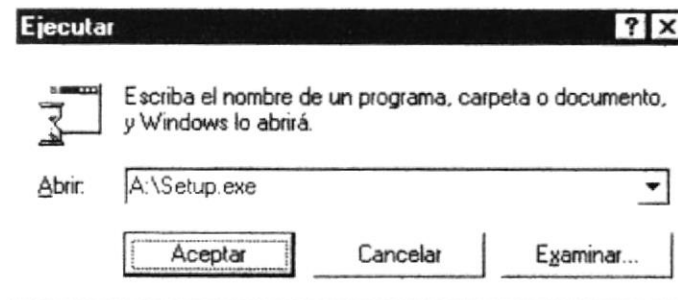 Ejecutar
Escriba el nombre de un programa, carpeta o documento,
y Windows lo abrirá.
Abrir:
A:\Setup.exe
Aceptar
Cancelar
Examinar...